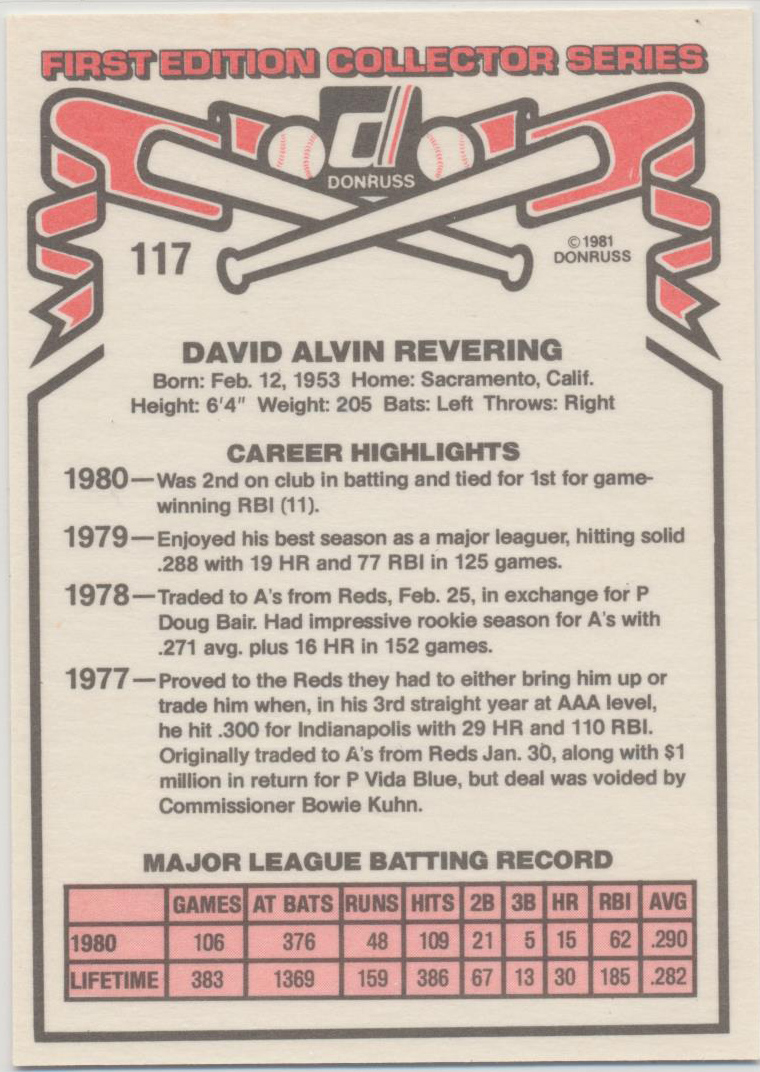 FIRST EDITION COLLECTOR SERIES
d
DONRUSS
117
©1981
DONRUSS
DAVID ALVIN REVERING
Born: Feb. 12, 1953 Home: Sacramento, Calif.
Height: 6'4" Weight: 205 Bats: Left Throws: Right
CAREER HIGHLIGHTS
1980—Was 2nd on club in batting and tied for 1st for game-
winning RBI (11).
1979—Enjoyed his best season as a major leaguer, hitting solid
.288 with 19 HR and 77 RBI in 125 games.
1978—Traded to A's from Reds, Feb. 25, in exchange for P
Doug Bair. Had impressive rookie season for A's with
.271 avg. plus 16 HR in 152 games.
1977—Proved to the Reds they had to either bring him up or
trade him when, in his 3rd straight year at AAA level,
he hit .300 for Indianapolis with 29 HR and 110 RBI.
Originally traded to A's from Reds Jan. 30, along with $1
million in return for P Vida Blue, but deal was voided by
Commissioner Bowie Kuhn.
MAJOR LEAGUE BATTING RECORD
GAMES AT BATS RUNS HITS 2B 3B HR RBI AVG
1980 106 376 48 109 21 5 15 62 .290
LIFETIME 383 1369 159 386 67 13 30 185 .282